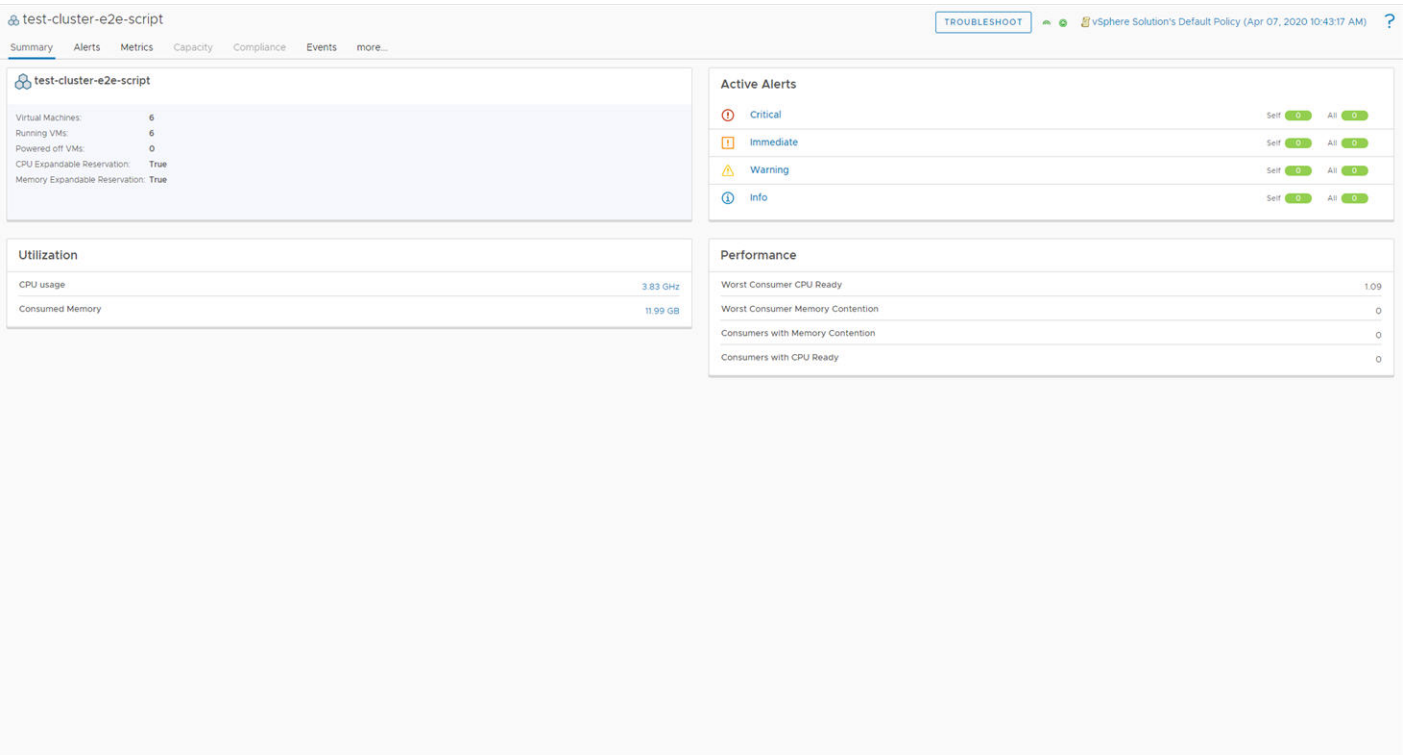 test-cluster-e2e-script
TROUBLESHOOT
vSphere Solution's Default Policy (Apr 07, 2020 10:43:17 AM)
?
Summary Alerts Metrics Capacity Compliance Events more...
test-cluster-e2e-script
Virtual Machines: 6
Running VMs: 6
Powered off VMs: 0
CPU Expandable Reservation: True
Memory Expandable Reservation: True
Active Alerts
Critical Self 0 All 0
Immediate Self 0 All 0
Warning Self 0 All 0
Info Self 0 All 0
Utilization
CPU usage 3.83 GHz
Consumed Memory 11.99 GB
Performance
Worst Consumer CPU Ready 1.09
Worst Consumer Memory Contention 0
Consumers with Memory Contention 0
Consumers with CPU Ready 0